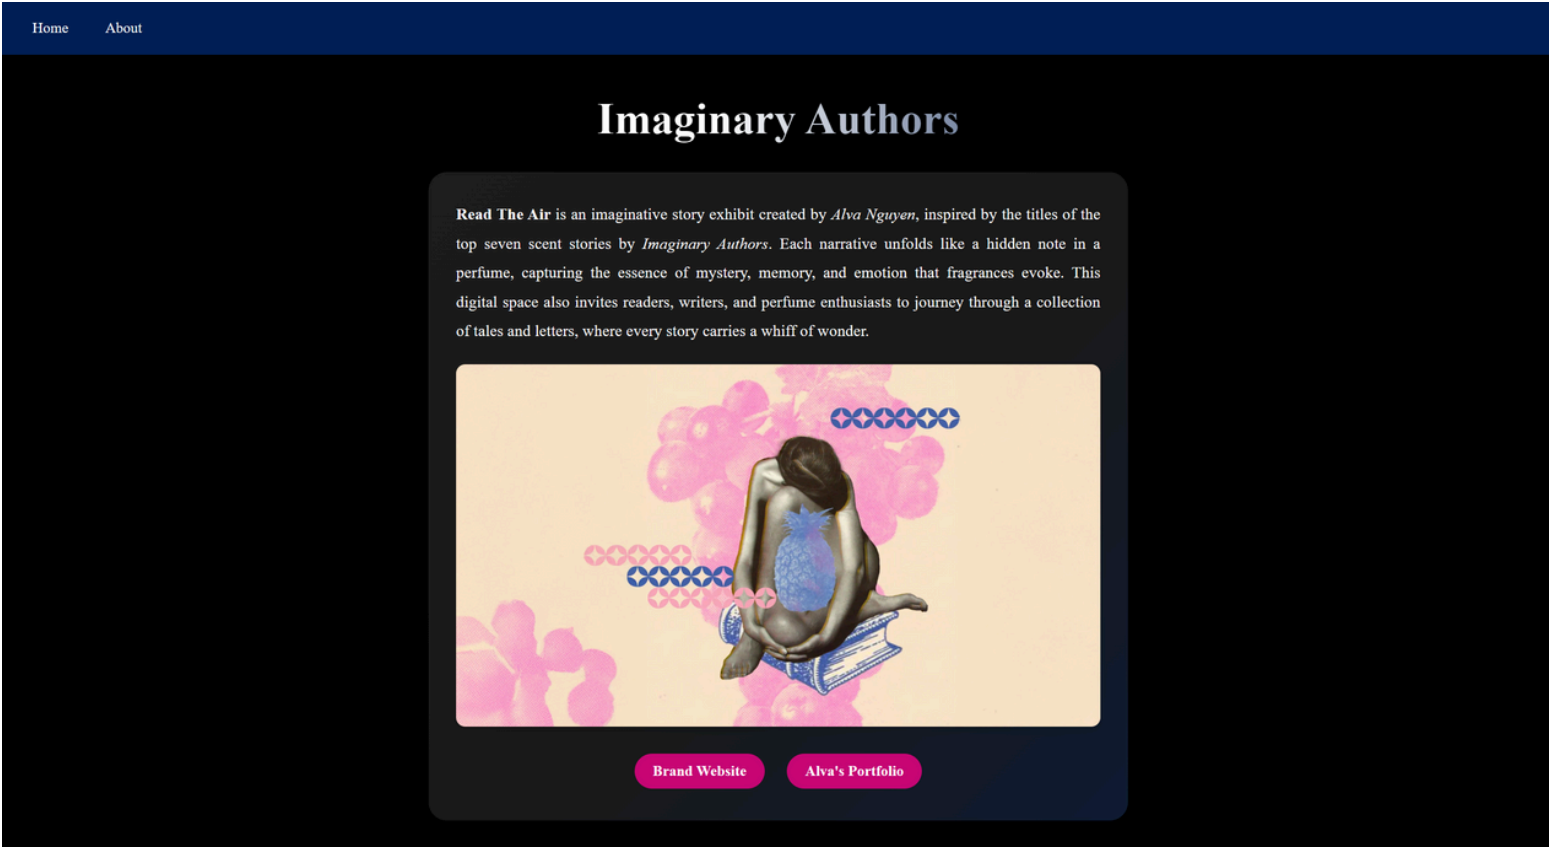 Home About
Imaginary Authors
Read The Air is an imaginative story exhibit created by Alva Nguyen, inspired by the titles of the
top seven scent stories by Imaginary Authors. Each narrative unfolds like a hidden note in a
perfume, capturing the essence of mystery, memory, and emotion that fragrances evoke. This
digital space also invites readers, writers, and perfume enthusiasts to journey through a collection
of tales and letters, where every story carries a whiff of wonder.
Brand Website Alva's Portfolio